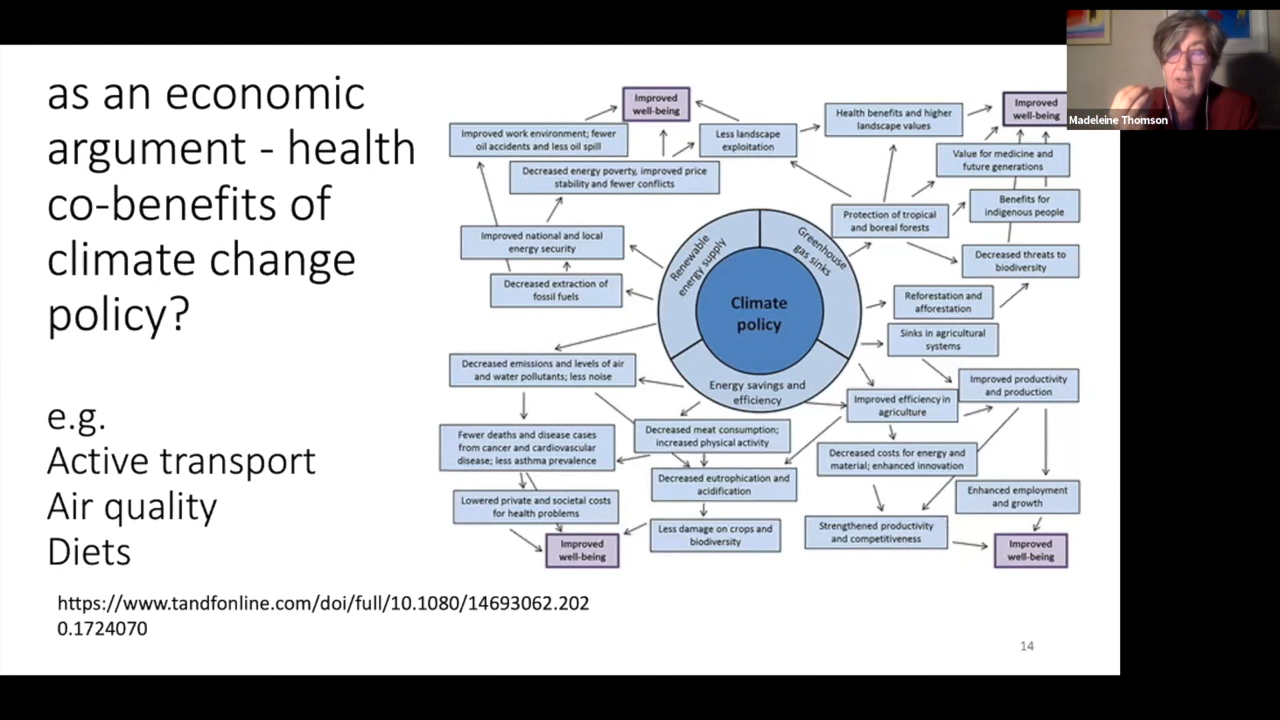 as an economic
argument - health
co-benefits of
climate change
policy?
e.g.
Active transport
Air quality
Diets
https://www.tandfonline.com/doi/full/10.1080/14693062.202
0.1724070
Improved
well-being
Improved work environment; fewer
oil accidents and less oil spill
Less landscape
exploitation
Decreased energy poverty, improved price
stability and fewer conflicts
Improved national and local
energy security
Decreased extraction of
fossil fuels
Health benefits and higher
landscape values
Improved
well-being
Value for medicine and
future generations
Benefits for
indigenous people
Protection of tropical
and boreal forests
Decreased threats to
biodiversity
Reforestation and
afforestation
Sinks in agricultural
systems
Renewable
energy supply
Greenhouse
gas sinks
Climate
policy
Energy savings and
efficiency
Decreased emissions and levels of air
and water pollutants; less noise
Fewer deaths and disease cases
from cancer and cardiovascular
disease; less asthma prevalence
Lowered private and societal costs
for health problems
Improved
well-being
Decreased meat consumption;
increased physical activity
Decreased eutrophication and
acidification
Less damage on crops and
biodiversity
Improved efficiency in
agriculture
Improved productivity
and production
Decreased costs for energy and
material; enhanced innovation
Enhanced employment
and growth
Strengthened productivity
and competitiveness
Improved
well-being
14
Madeleine Thomson